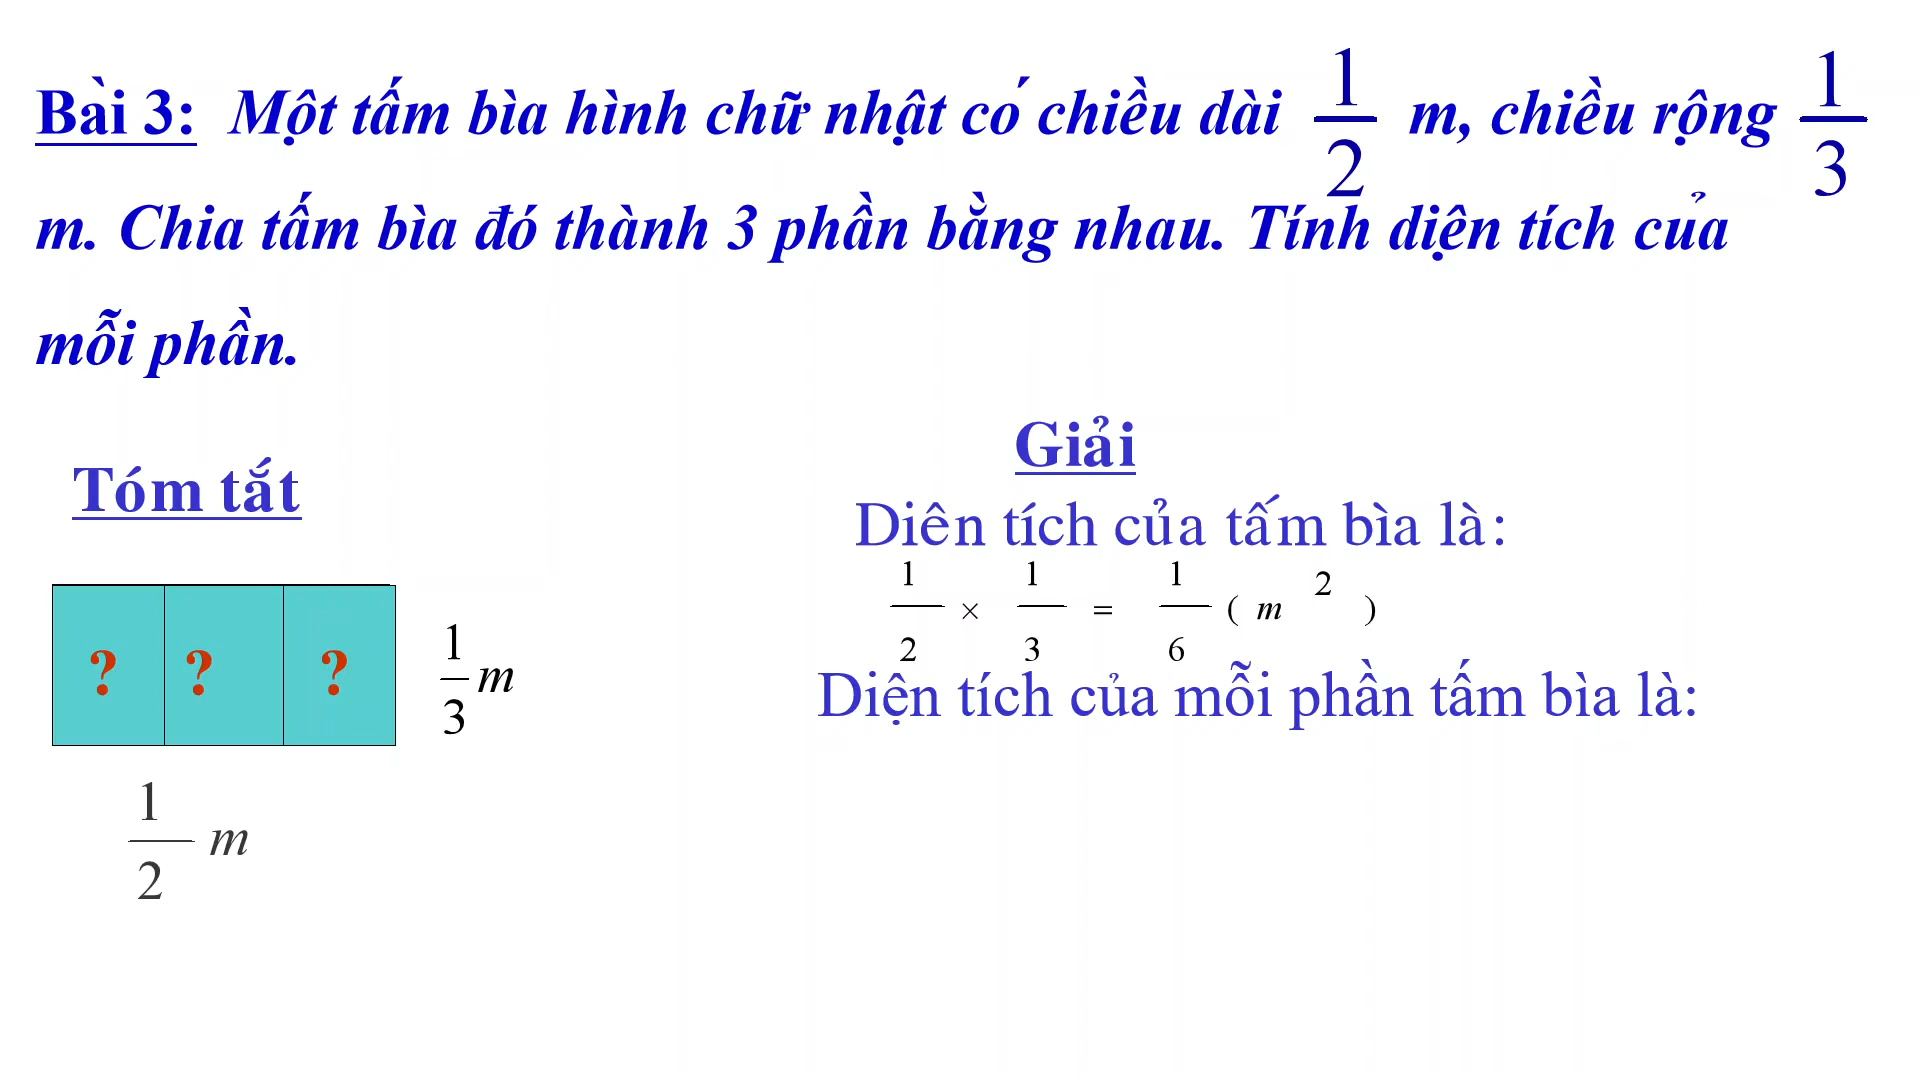 Bài 3: Một tấm bìa hình chữ nhật có chiều dài 1/2 m, chiều rộng 1/3
m. Chia tấm bìa đó thành 3 phần bằng nhau. Tính diện tích của
mỗi phần.
Tóm tắt
? ? ?
1/3 m
1/2 m
Giải
Diên tích của tấm bìa là:
1/2 × 1/3 = 1/6 ( m 2 )
Diện tích của mỗi phần tấm bìa là: